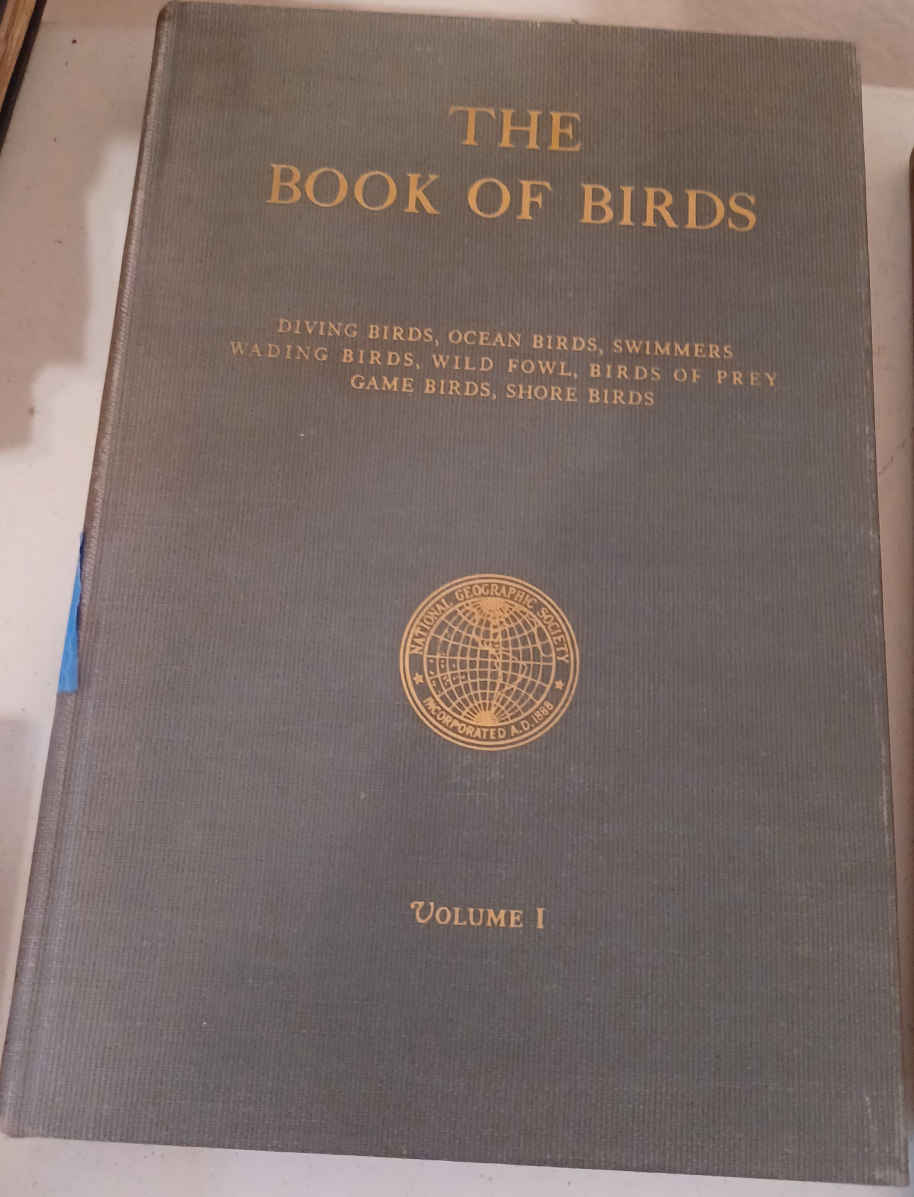 THE
BOOK OF BIRDS
DIVING BIRDS, OCEAN BIRDS, SWIMMERS
WADING BIRDS, WILD FOWL, BIRDS OF PREY
GAME BIRDS, SHORE BIRDS
NATIONAL GEOGRAPHIC SOCIETY
INCORPORATED A.D. 1888
VOLUME I